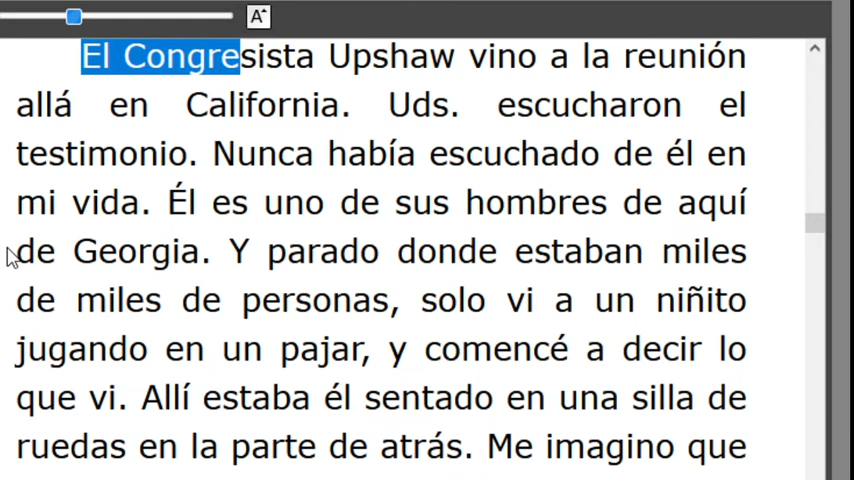 A
El Congresista Upshaw vino a la reunión
allá en California. Uds. escucharon el
testimonio. Nunca había escuchado de él en
mi vida. Él es uno de sus hombres de aquí
de Georgia. Y parado donde estaban miles
de miles de personas, solo vi a un niñito
jugando en un pajar, y comencé a decir lo
que vi. Allí estaba él sentado en una silla de
ruedas en la parte de atrás. Me imagino que